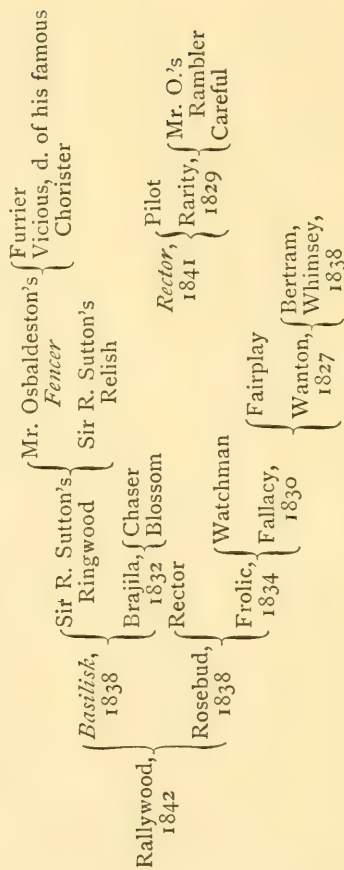 Rallywood,
1842
Basilisk,
1838
Rosebud,
1838
Sir R. Sutton's
Ringwood
Brajila,
1832
Rector
Frolic,
1834
Mr. Osbaldeston's
Fencer
Sir R. Sutton's
Relish
Chaser
Blossom
Watchman
Fallacy,
1830
Furrier
Vicious, d. of his famous
Chorister
Fairplay
Wanton,
1827
Bertram,
Whimsey,
1838
Rector,
1841
Pilot
Rarity,
1829
Mr. O.'s
Rambler
Careful